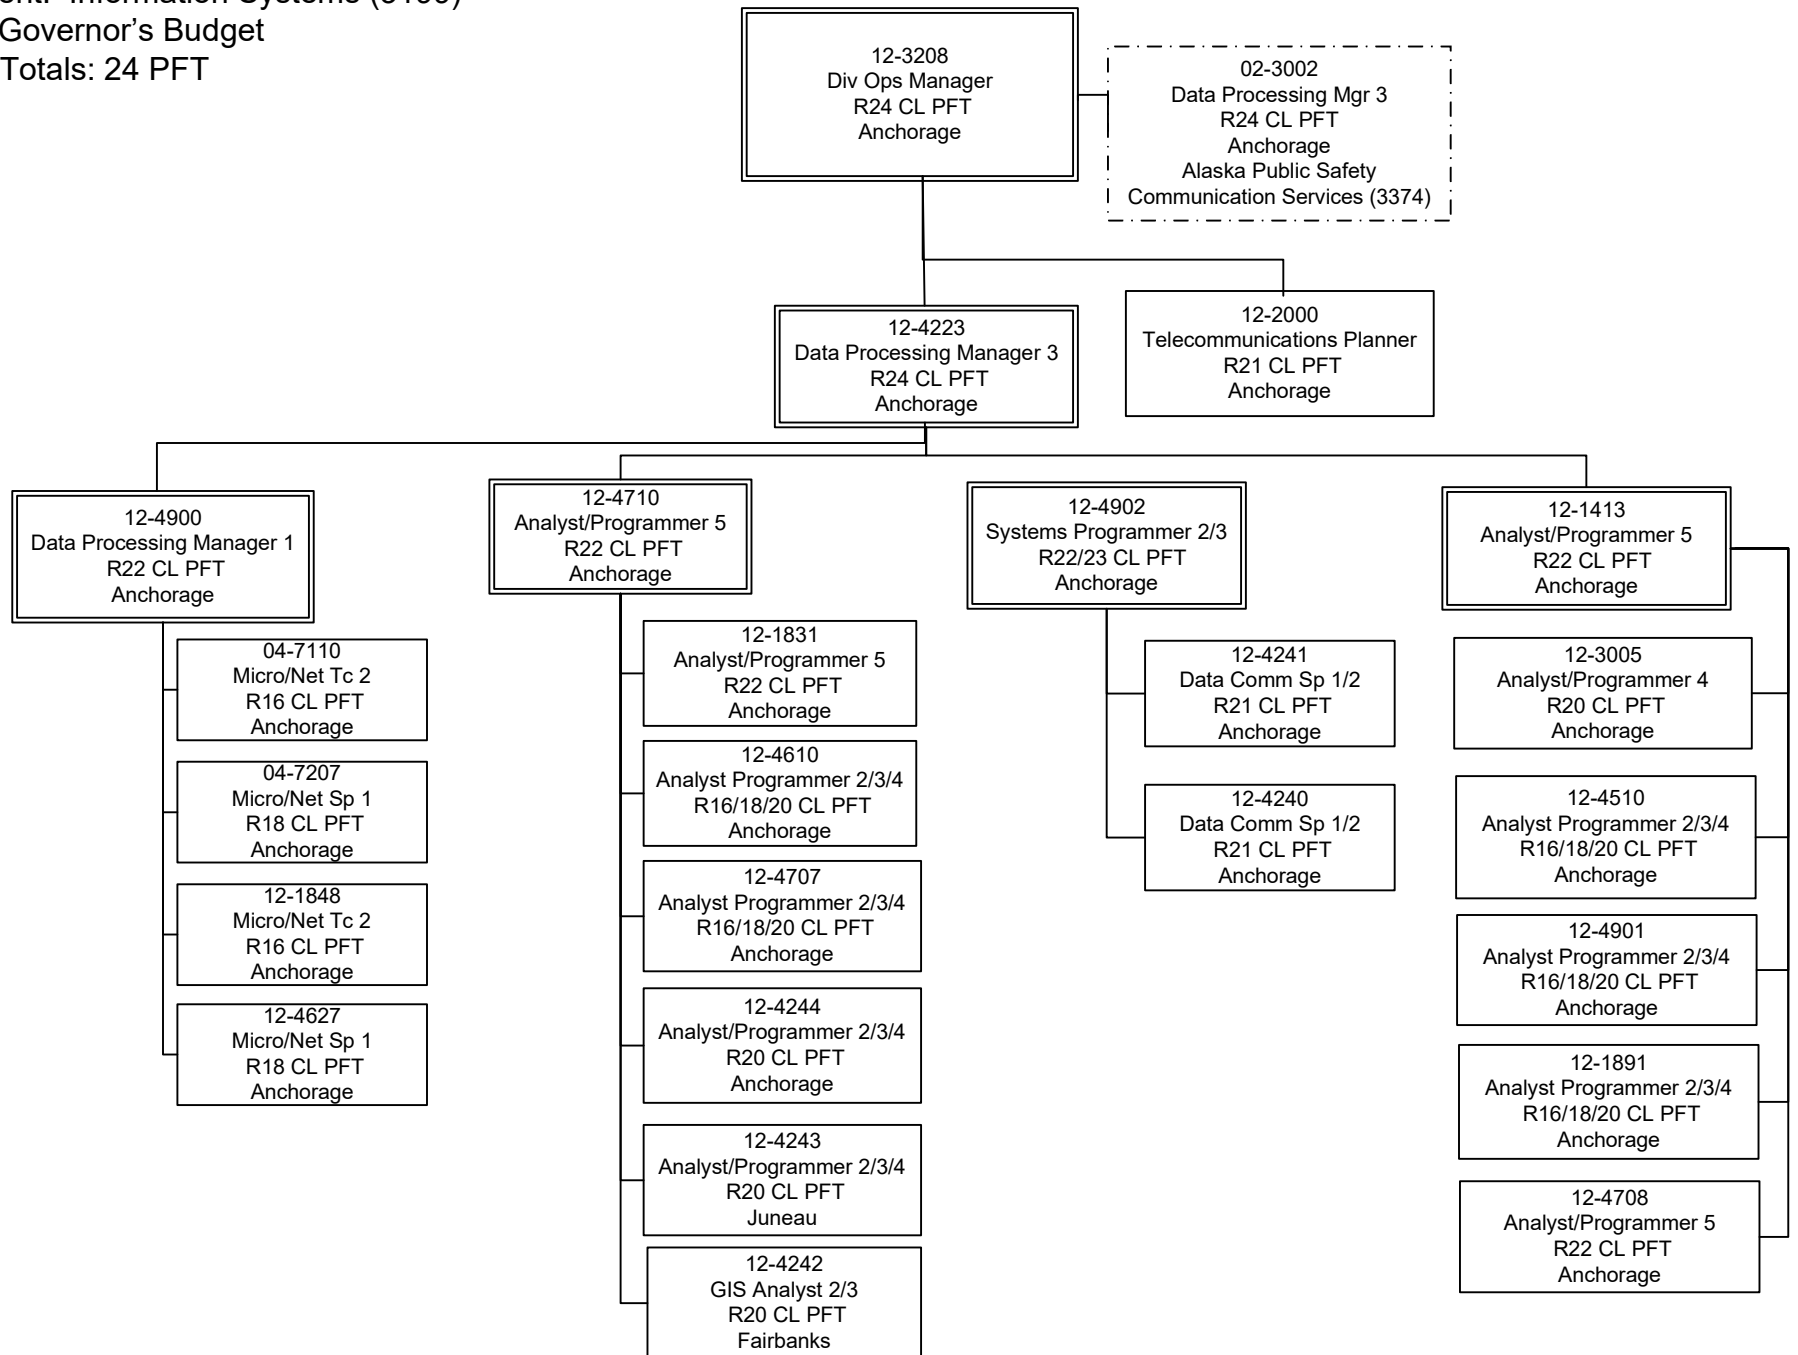 Information Systems
Governor's Budget
Totals: 24 PFT
12-3208
Div Ops Manager
R24 CL PFT
Anchorage
02-3002
Data Processing Mgr 3
R24 CL PFT
Anchorage
Alaska Public Safety
Communication Services (3374)
12-4223
Data Processing Manager 3
R24 CL PFT
Anchorage
12-2000
Telecommunications Planner
R21 CL PFT
Anchorage
12-4900
Data Processing Manager 1
R22 CL PFT
Anchorage
04-7110
Micro/Net Tc 2
R16 CL PFT
Anchorage
04-7207
Micro/Net Sp 1
R18 CL PFT
Anchorage
12-1848
Micro/Net Tc 2
R16 CL PFT
Anchorage
12-4627
Micro/Net Sp 1
R18 CL PFT
Anchorage
12-4710
Analyst/Programmer 5
R22 CL PFT
Anchorage
12-1831
Analyst/Programmer 5
R22 CL PFT
Anchorage
12-4610
Analyst Programmer 2/3/4
R16/18/20 CL PFT
Anchorage
12-4707
Analyst Programmer 2/3/4
R16/18/20 CL PFT
Anchorage
12-4244
Analyst/Programmer 2/3/4
R20 CL PFT
Anchorage
12-4243
Analyst/Programmer 2/3/4
R20 CL PFT
Juneau
12-4242
GIS Analyst 2/3
R20 CL PFT
Fairbanks
12-4902
Systems Programmer 2/3
R22/23 CL PFT
Anchorage
12-4241
Data Comm Sp 1/2
R21 CL PFT
Anchorage
12-4240
Data Comm Sp 1/2
R21 CL PFT
Anchorage
12-1413
Analyst/Programmer 5
R22 CL PFT
Anchorage
12-3005
Analyst/Programmer 4
R20 CL PFT
Anchorage
12-4510
Analyst Programmer 2/3/4
R16/18/20 CL PFT
Anchorage
12-4901
Analyst Programmer 2/3/4
R16/18/20 CL PFT
Anchorage
12-1891
Analyst Programmer 2/3/4
R16/18/20 CL PFT
Anchorage
12-4708
Analyst/Programmer 5
R22 CL PFT
Anchorage